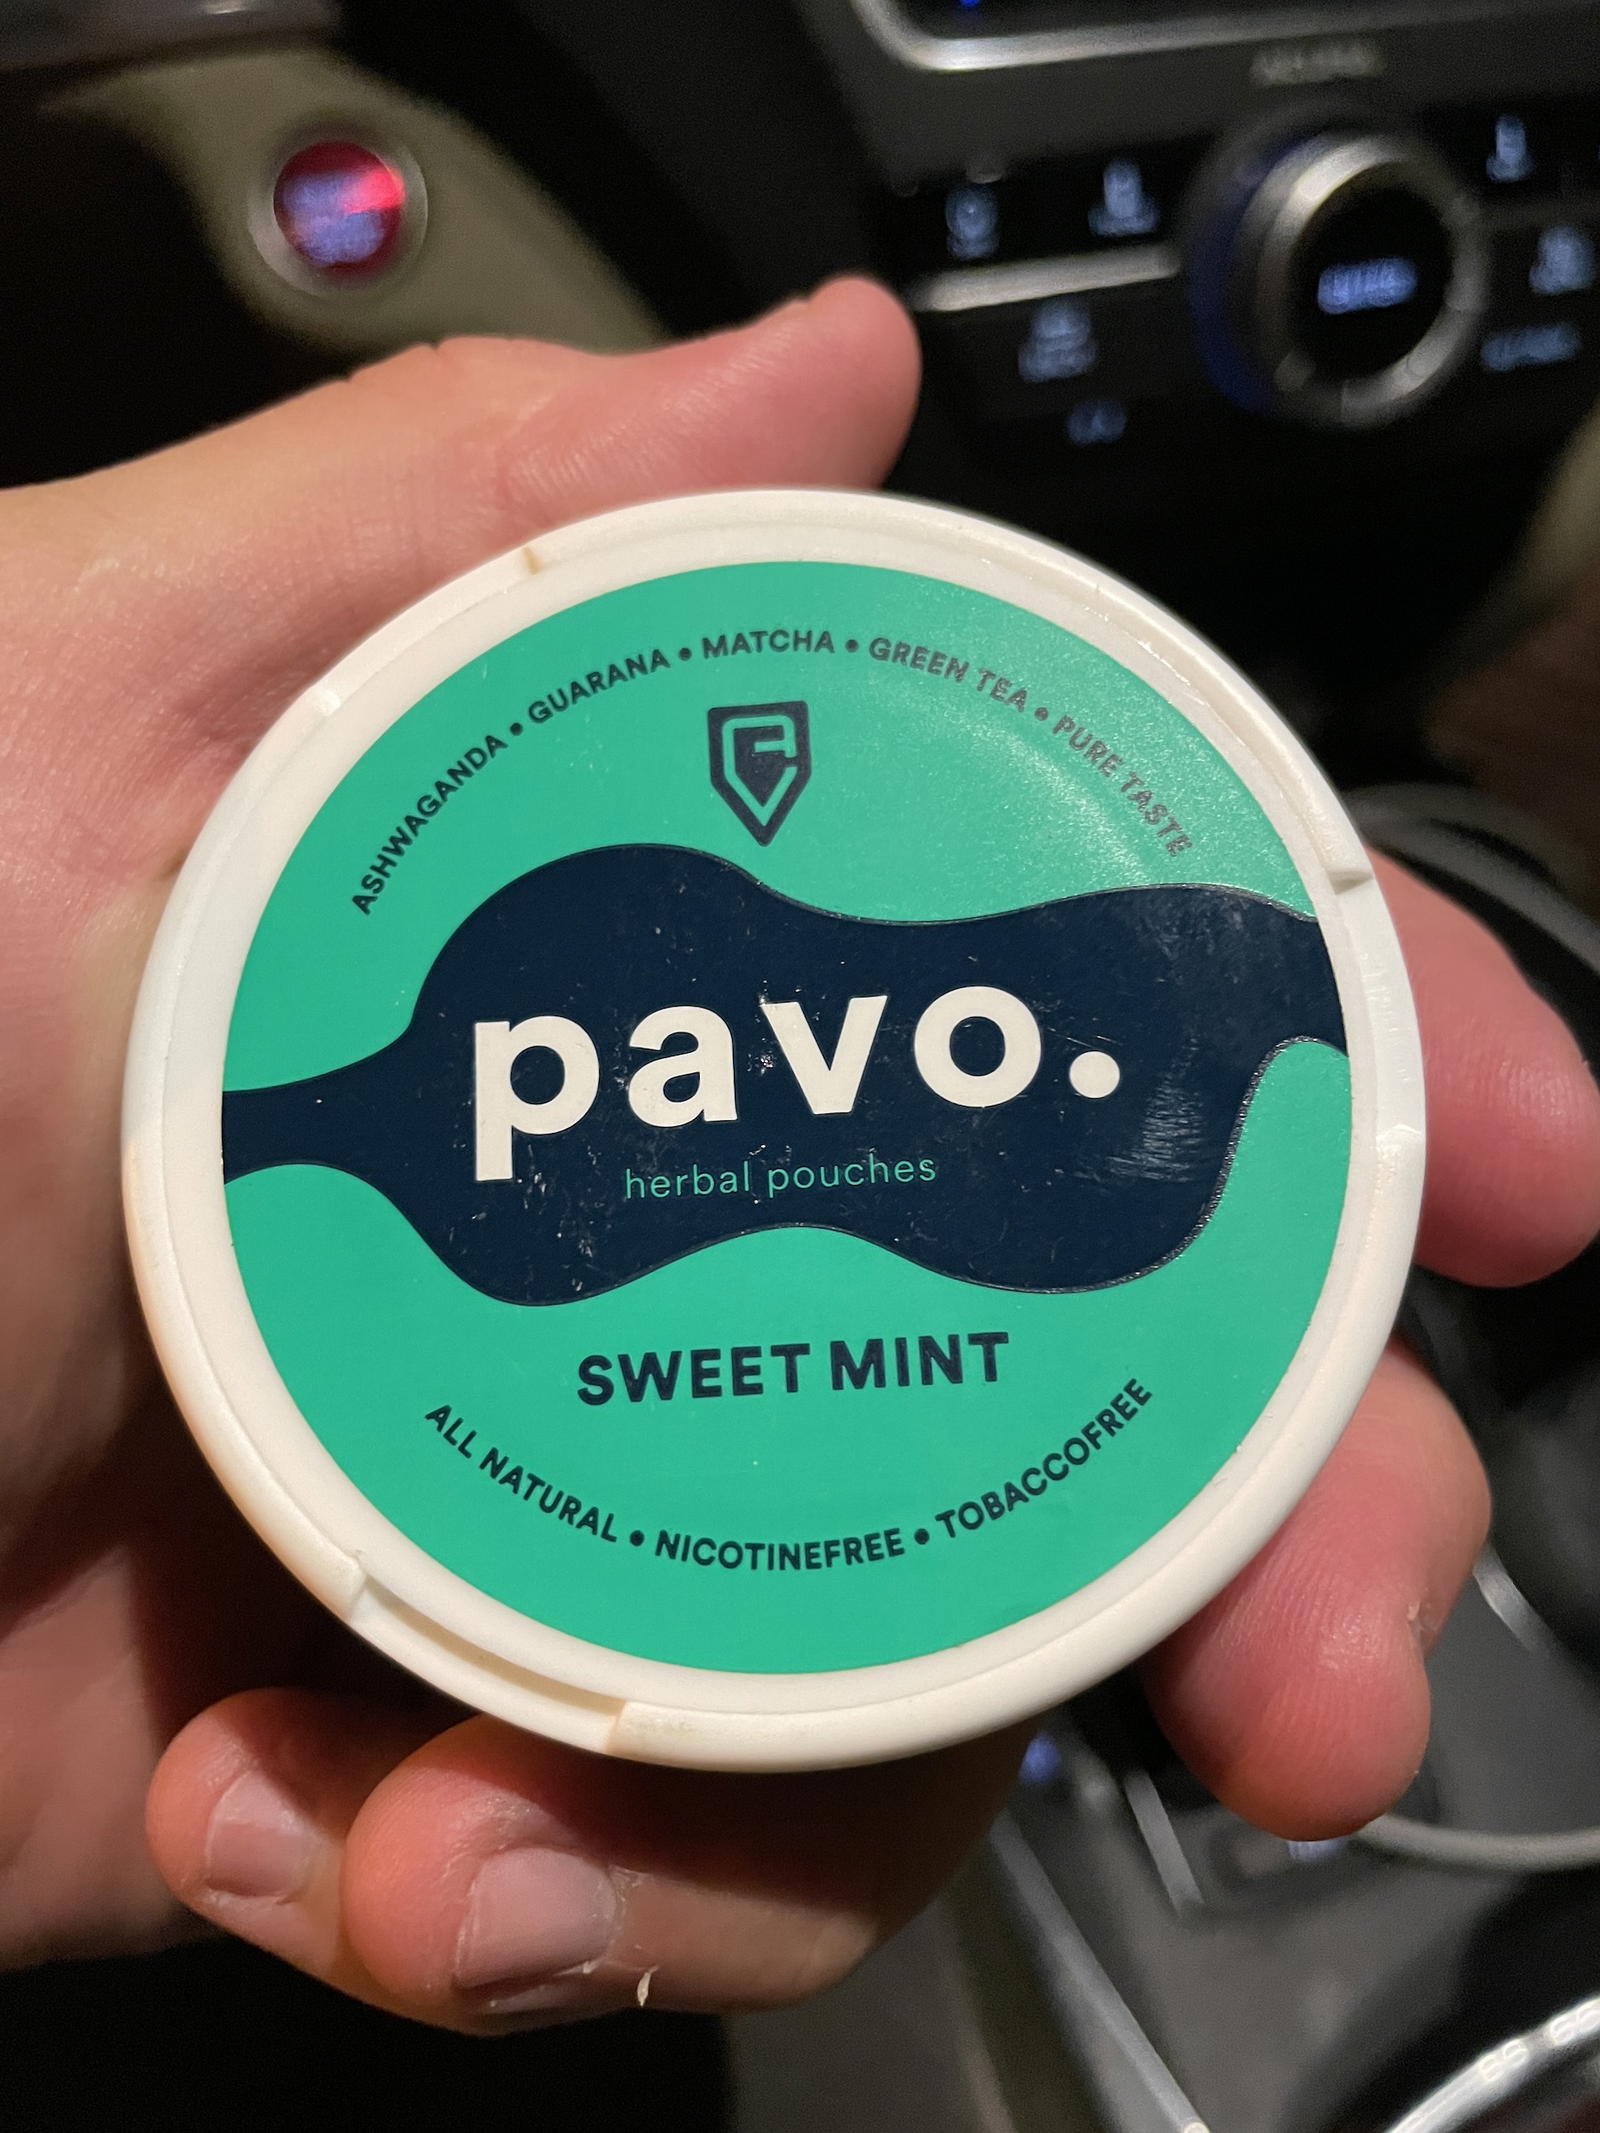 ASHWAGANDA • GUARANA • MATCHA • GREEN TEA • PURE TASTE
pavo.
herbal pouches
SWEET MINT
ALL NATURAL • NICOTINEFREE • TOBACCOFREE